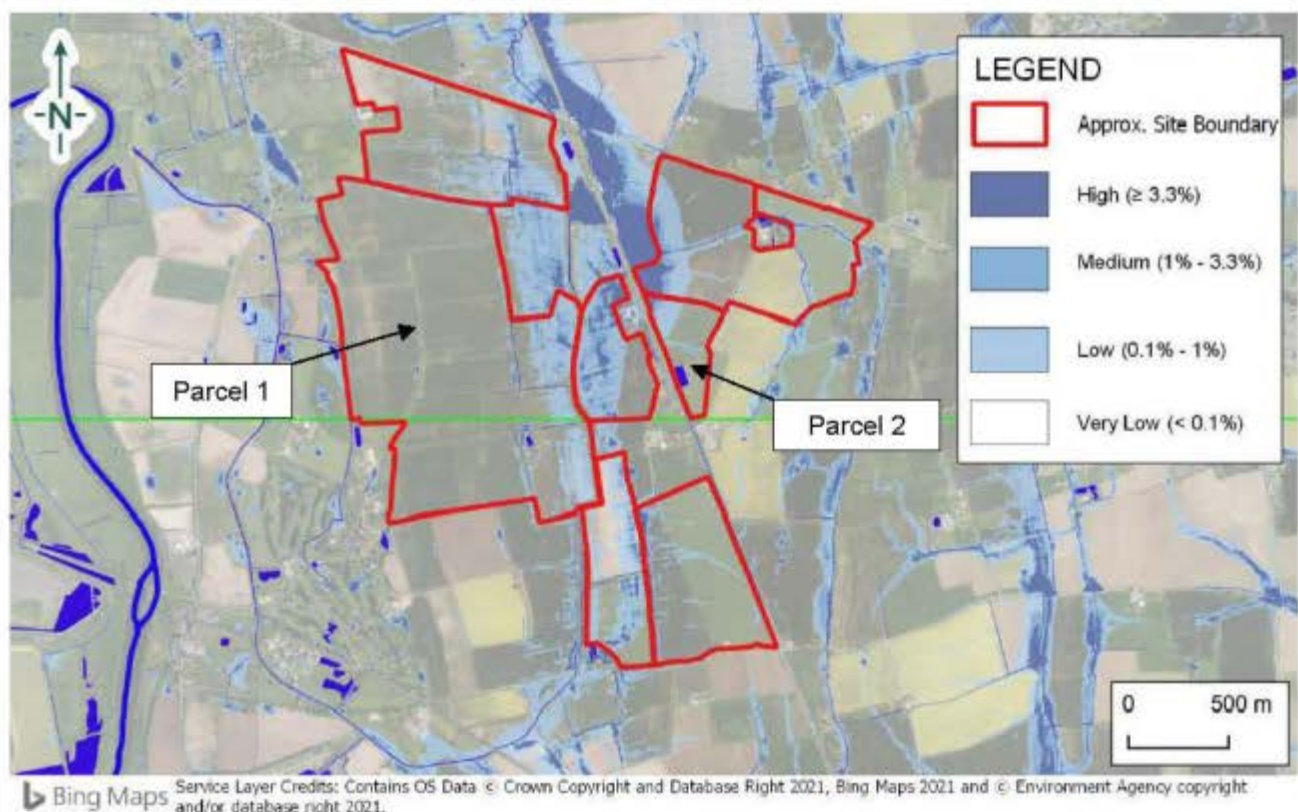 N
LEGEND
Approx. Site Boundary
High (≥ 3.3%)
Medium (1% - 3.3%)
Low (0.1% - 1%)
Very Low (< 0.1%)
Parcel 1
Parcel 2
0 500 m
Bing Maps Service Layer Credits: Contains OS Data © Crown Copyright and Database Right 2021, Bing Maps 2021 and © Environment Agency copyright
and/or database right 2021.